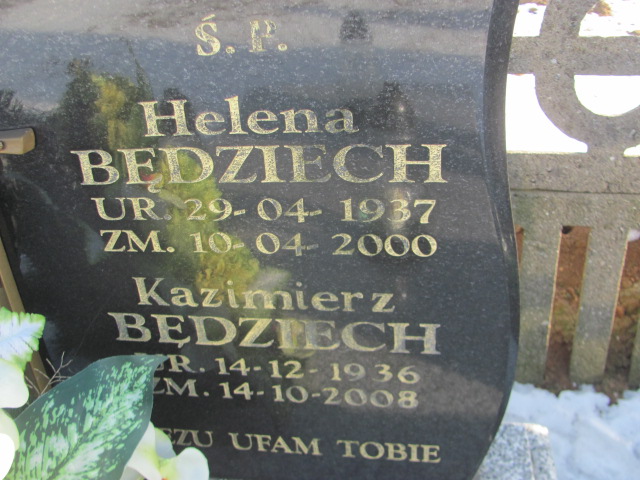 Ś. P.
Helena
BĘDZIECH
UR. 29-04-1937
ZM. 10-04-2000
Kazimierz
BĘDZIECH
UR. 14-12-1936
ZM. 14-10-2008
UFAM TOBIE